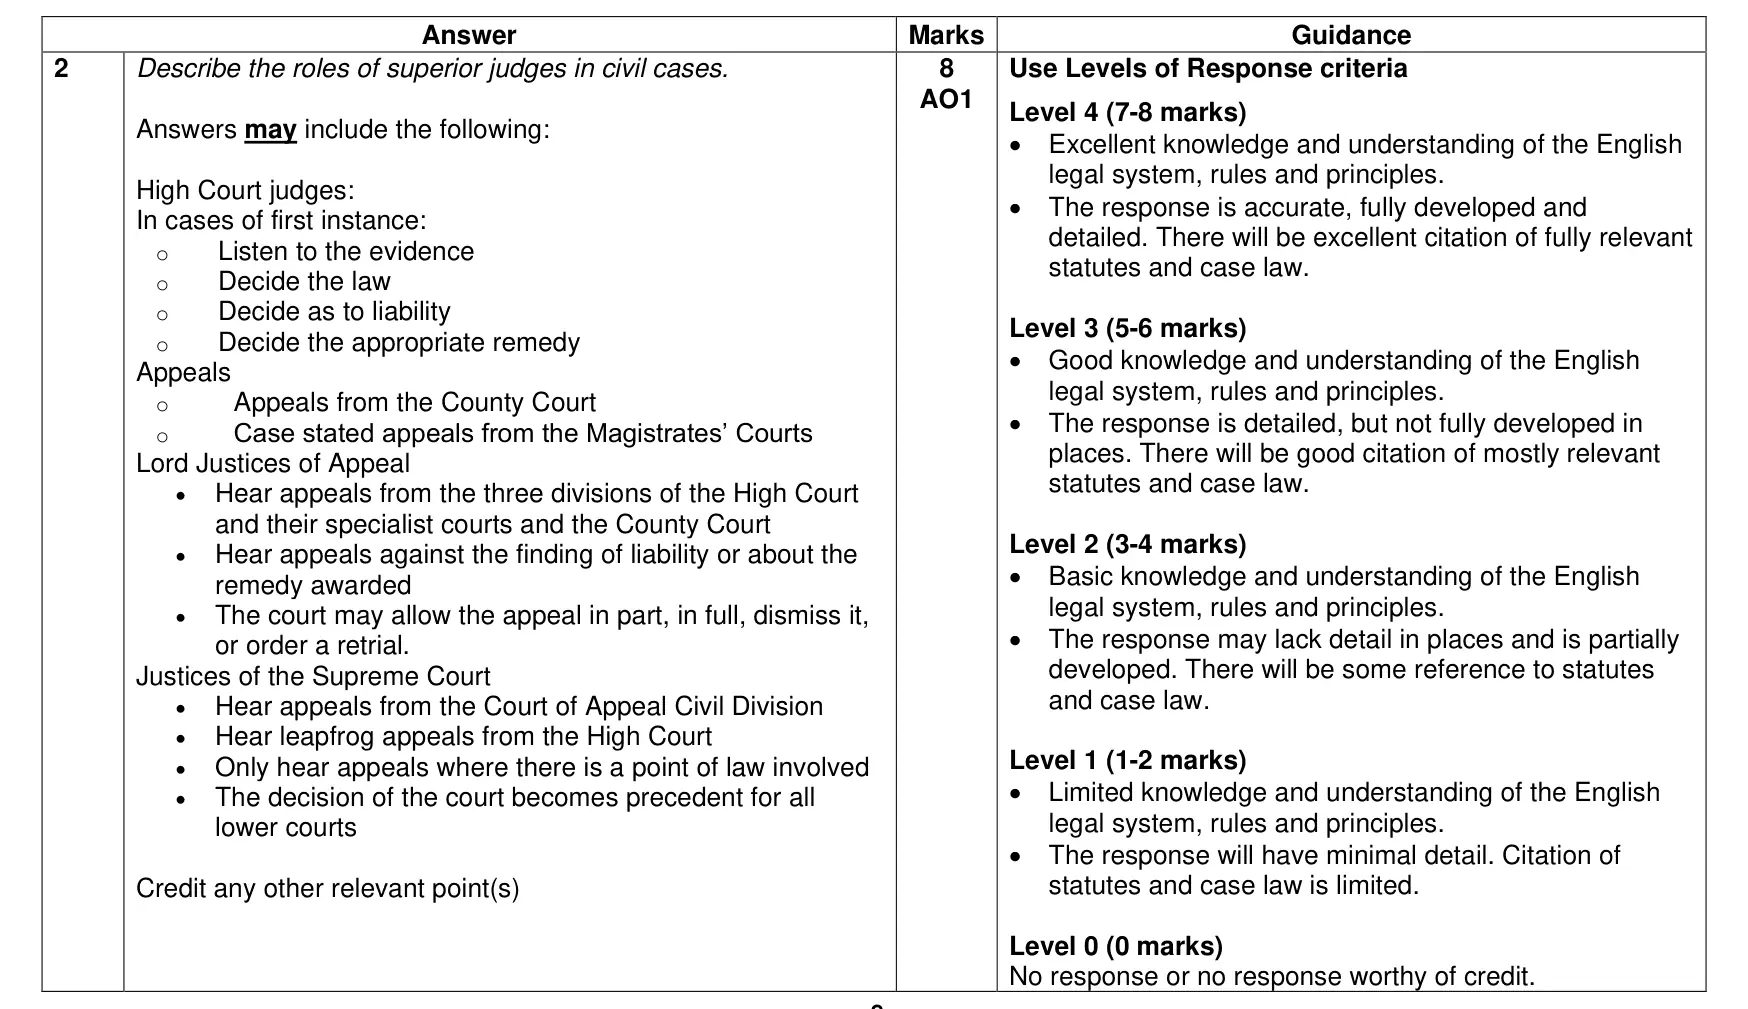 Answer Marks Guidance
2 Describe the roles of superior judges in civil cases.
Answers may include the following:
High Court judges:
In cases of first instance:
o Listen to the evidence
o Decide the law
o Decide as to liability
o Decide the appropriate remedy
Appeals
o Appeals from the County Court
o Case stated appeals from the Magistrates’ Courts
Lord Justices of Appeal
• Hear appeals from the three divisions of the High Court
and their specialist courts and the County Court
• Hear appeals against the finding of liability or about the
remedy awarded
• The court may allow the appeal in part, in full, dismiss it,
or order a retrial.
Justices of the Supreme Court
• Hear appeals from the Court of Appeal Civil Division
• Hear leapfrog appeals from the High Court
• Only hear appeals where there is a point of law involved
• The decision of the court becomes precedent for all
lower courts
Credit any other relevant point(s)
8
AO1
Use Levels of Response criteria
Level 4 (7-8 marks)
• Excellent knowledge and understanding of the English
legal system, rules and principles.
• The response is accurate, fully developed and
detailed. There will be excellent citation of fully relevant
statutes and case law.
Level 3 (5-6 marks)
• Good knowledge and understanding of the English
legal system, rules and principles.
• The response is detailed, but not fully developed in
places. There will be good citation of mostly relevant
statutes and case law.
Level 2 (3-4 marks)
• Basic knowledge and understanding of the English
legal system, rules and principles.
• The response may lack detail in places and is partially
developed. There will be some reference to statutes
and case law.
Level 1 (1-2 marks)
• Limited knowledge and understanding of the English
legal system, rules and principles.
• The response will have minimal detail. Citation of
statutes and case law is limited.
Level 0 (0 marks)
No response or no response worthy of credit.